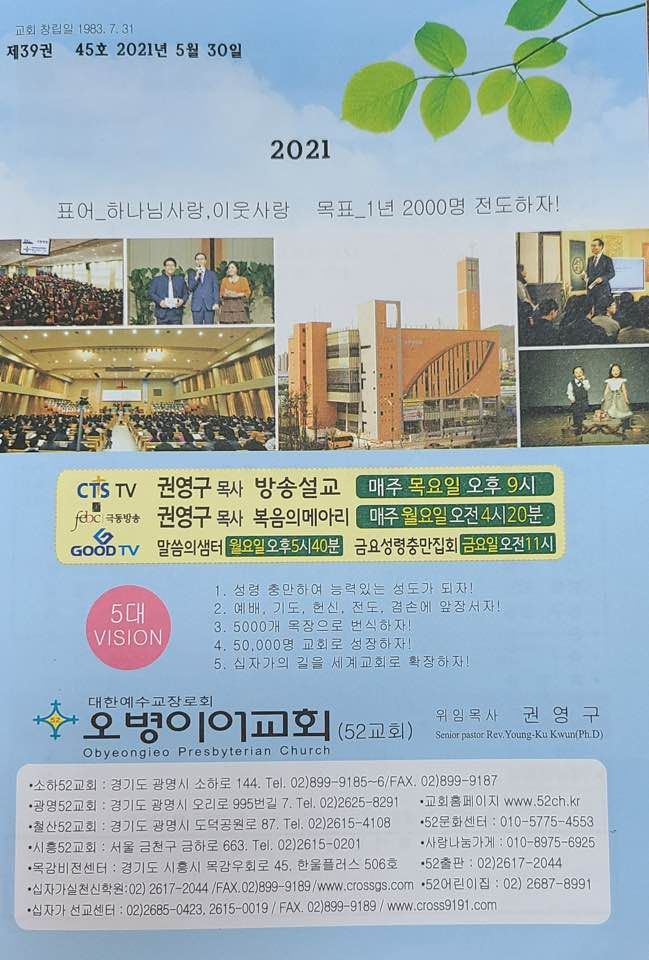 교회 창립일 1983. 7. 31
제39권 45호 2021년 5월 30일
2021
표어_하나님사랑,이웃사랑 목표_1년 2000명 전도하자!
CTS TV 권영구 목사 방송설교 매주 목요일 오후 9시
febc 극동방송 권영구 목사 복음의메아리 매주 월요일 오전 4시20분
GOODTV 말씀의샘터 월요일 오후5시40분 금요성령충만집회 금요일 오전11시
5대
VISION
1. 성령 충만하여 능력있는 성도가 되자!
2. 예배, 기도, 헌신, 전도, 겸손에 앞장서자!
3. 5000개 목장으로 번식하자!
4. 50,000명 교회로 성장하자!
5. 십자가의 길을 세계교회로 확장하자!
대한예수교장로회
52 오병이어교회 (52교회) 위임목사 권영구
Obyeongieo Presbyterian Church Senior pastor Rev.Young-Ku Kwun(Ph.D)
•소하52교회 : 경기도 광명시 소하로 144. Tel. 02)899-9185~6/FAX. 02)899-9187
•광명52교회 : 경기도 광명시 오리로 995번길 7. Tel. 02)2625-8291 •교회홈페이지 www.52ch.kr
•철산52교회 : 경기도 광명시 도덕공원로 87. Tel. 02)2615-4108 •52문화센터 : 010-5775-4553
•시흥52교회 : 서울 금천구 금하로 663. Tel. 02)2615-0201 •사랑나눔가게 : 010-8975-6925
•목감비전센터 : 경기도 시흥시 목감우회로 45. 한울플러스 506호 •52출판 : 02)2617-2044
•십자가실천신학원:02) 2617-2044 /FAX.02)899-9189/www.crossgs.com •52어린이집 : 02) 2687-8991
•십자가 선교센터 : 02)2685-0423, 2615-0019 / FAX. 02)899-9189 / www.cross9191.com